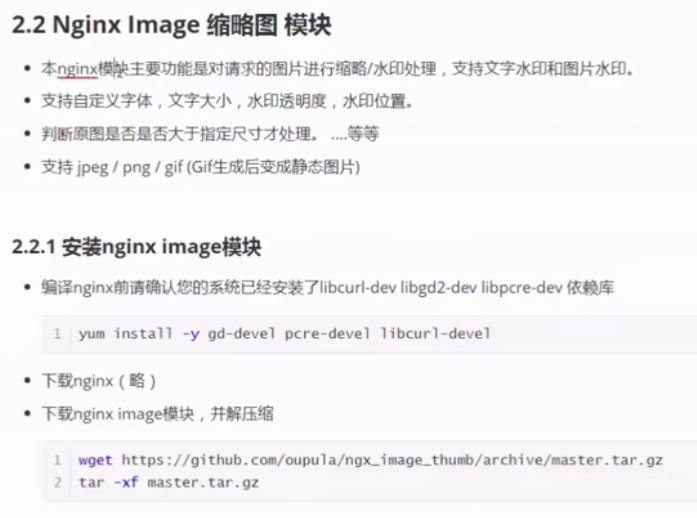 2.2 Nginx Image 缩略图 模块
本nginx模块主要功能是对请求的图片进行缩略/水印处理，支持文字水印和图片水印。
支持自定义字体，文字大小，水印透明度，水印位置。
判断原图是否是否大于指定尺寸才处理。 ....等等
支持 jpeg / png / gif (Gif生成后变成静态图片)
2.2.1 安装nginx image模块
编译nginx前请确认您的系统已经安装了libcurl-dev libgd2-dev libpcre-dev 依赖库
1 yum install -y gd-devel pcre-devel libcurl-devel
下载nginx（略）
下载nginx image模块，并解压缩
1 wget https://github.com/oupula/ngx_image_thumb/archive/master.tar.gz
2 tar -xf master.tar.gz